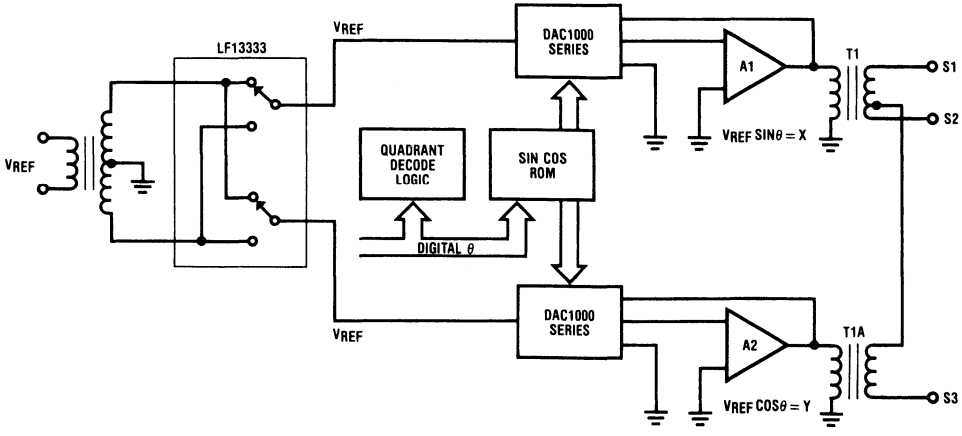 LF13333
VREF
DAC1000
SERIES
A1
T1
S1
S2
VREF SINθ = X
VREF
QUADRANT
DECODE
LOGIC
SIN COS
ROM
DIGITAL θ
VREF
DAC1000
SERIES
A2
T1A
S3
VREF COSθ = Y